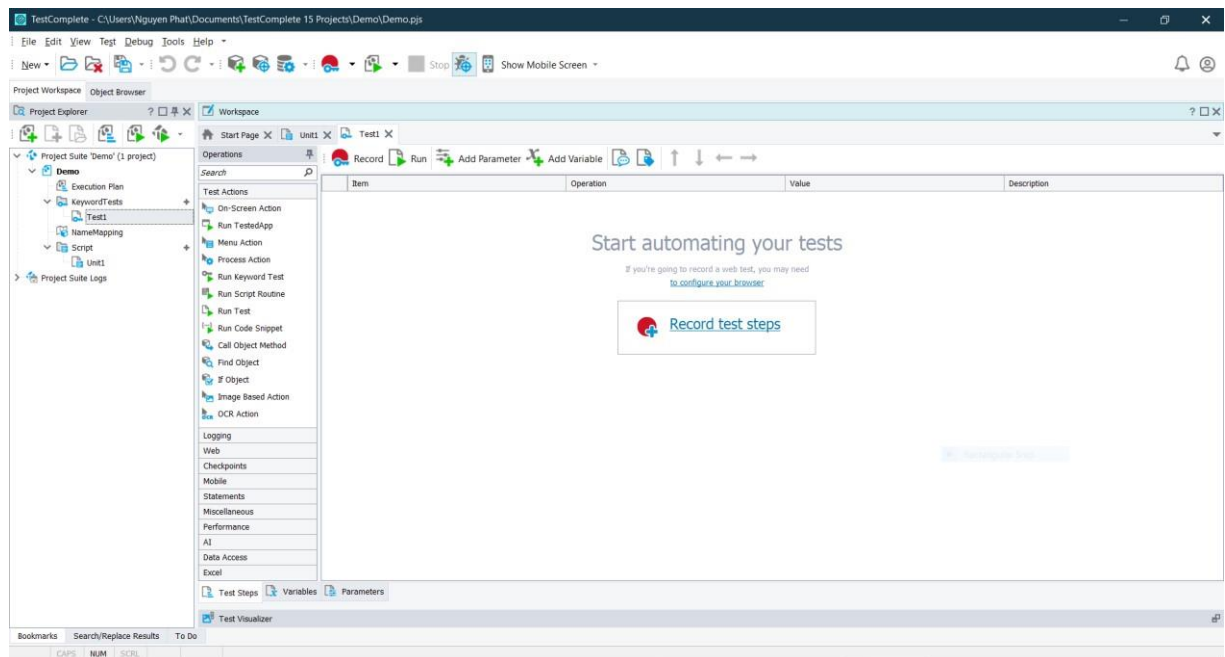 TestComplete - C:\Users\Nguyen Phat\Documents\TestComplete 15 Projects\Demo\Demo.pjs
File Edit View Test Debug Tools Help
New Stop Show Mobile Screen
Project Workspace Object Browser
Project Explorer
Workspace
Start Page Unit1 Test1
Project Suite 'Demo' (1 project)
Demo
Execution Plan
KeywordTests
Test1
NameMapping
Script
Unit1
Project Suite Logs
Operations
Search
Test Actions
On-Screen Action
Run TestedApp
Menu Action
Process Action
Run Keyword Test
Run Script Routine
Run Test
Run Code Snippet
Call Object Method
Find Object
If Object
Image Based Action
OCR Action
Logging
Web
Checkpoints
Mobile
Statements
Miscellaneous
Performance
AI
Data Access
Excel
Record Run Add Parameter Add Variable
Item Operation Value Description
Start automating your tests
If you're going to record a web test, you may need
to configure your browser
Record test steps
Test Steps Variables Parameters
Test Visualizer
Bookmarks Search/Replace Results To Do
CAPS NUM SCRL